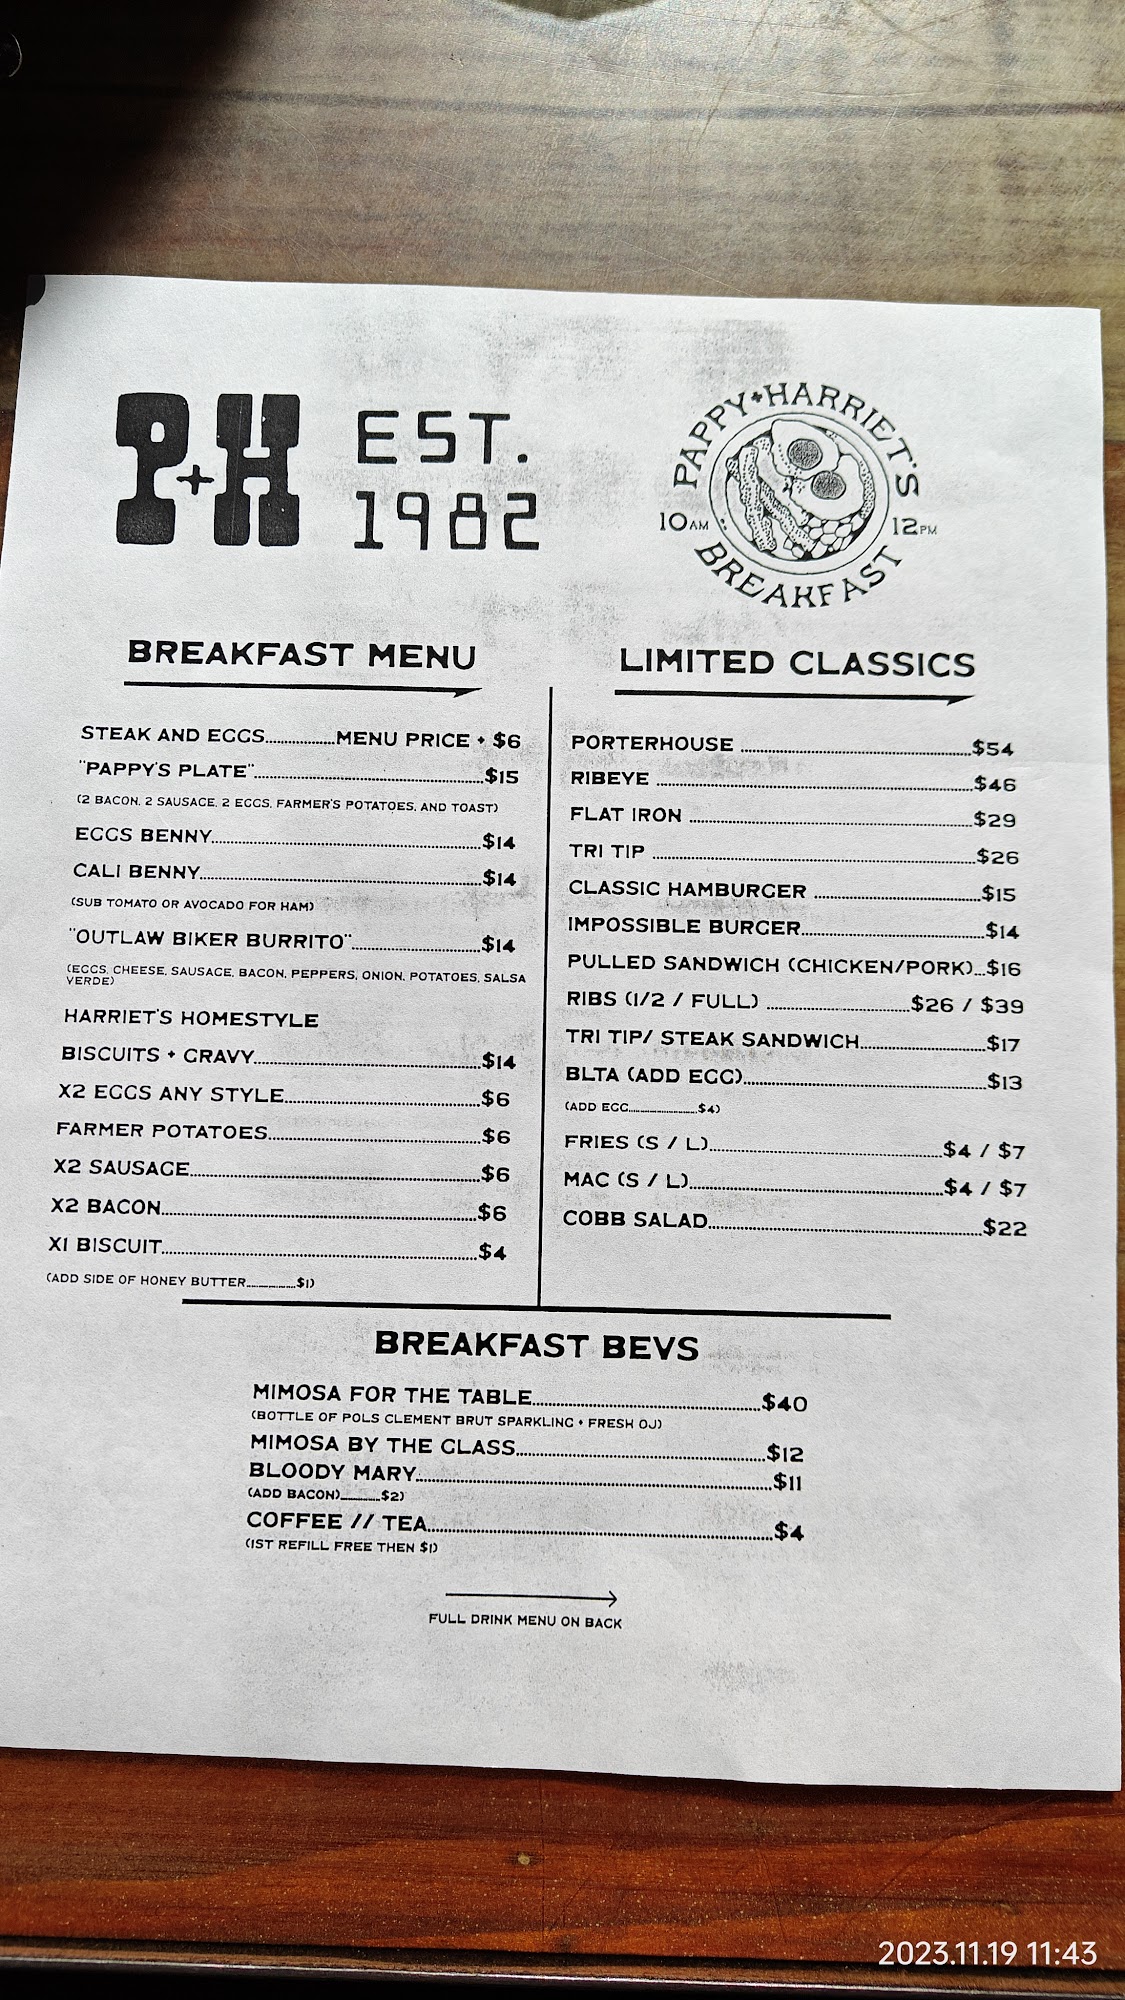 P+H
EST.
1982
PAPPY+HARRIET'S
10AM
12PM
BREAKFAST
BREAKFAST MENU
STEAK AND EGGS...............MENU PRICE + $6
"PAPPY'S PLATE"...............$15
(2 BACON, 2 SAUSAGE, 2 EGGS, FARMER'S POTATOES, AND TOAST)
EGGS BENNY...............$14
CALI BENNY...............$14
(SUB TOMATO OR AVOCADO FOR HAM)
"OUTLAW BIKER BURRITO"...............$14
(EGGS, CHEESE, SAUSAGE, BACON, PEPPERS, ONION, POTATOES, SALSA
VERDE)
HARRIET'S HOMESTYLE
BISCUITS + GRAVY...............$14
X2 EGGS ANY STYLE...............$6
FARMER POTATOES...............$6
X2 SAUSAGE...............$6
X2 BACON...............$6
X1 BISCUIT...............$4
(ADD SIDE OF HONEY BUTTER...............$1)
LIMITED CLASSICS
PORTERHOUSE ...............$54
RIBEYE ...............$46
FLAT IRON ...............$29
TRI TIP ...............$26
CLASSIC HAMBURGER ...............$15
IMPOSSIBLE BURGER...............$14
PULLED SANDWICH (CHICKEN/PORK)...$16
RIBS (1/2 / FULL) ...............$26 / $39
TRI TIP/ STEAK SANDWICH...............$17
BLTA (ADD EGG)...............$13
(ADD EGG...............$4)
FRIES (S / L)...............$4 / $7
MAC (S / L)...............$4 / $7
COBB SALAD...............$22
BREAKFAST BEVS
MIMOSA FOR THE TABLE...............$40
(BOTTLE OF POLS CLEMENT BRUT SPARKLING + FRESH OJ)
MIMOSA BY THE GLASS...............$12
BLOODY MARY...............$11
(ADD BACON)...............$2)
COFFEE // TEA...............$4
(1ST REFILL FREE THEN $1)
FULL DRINK MENU ON BACK
2023.11.19 11:43